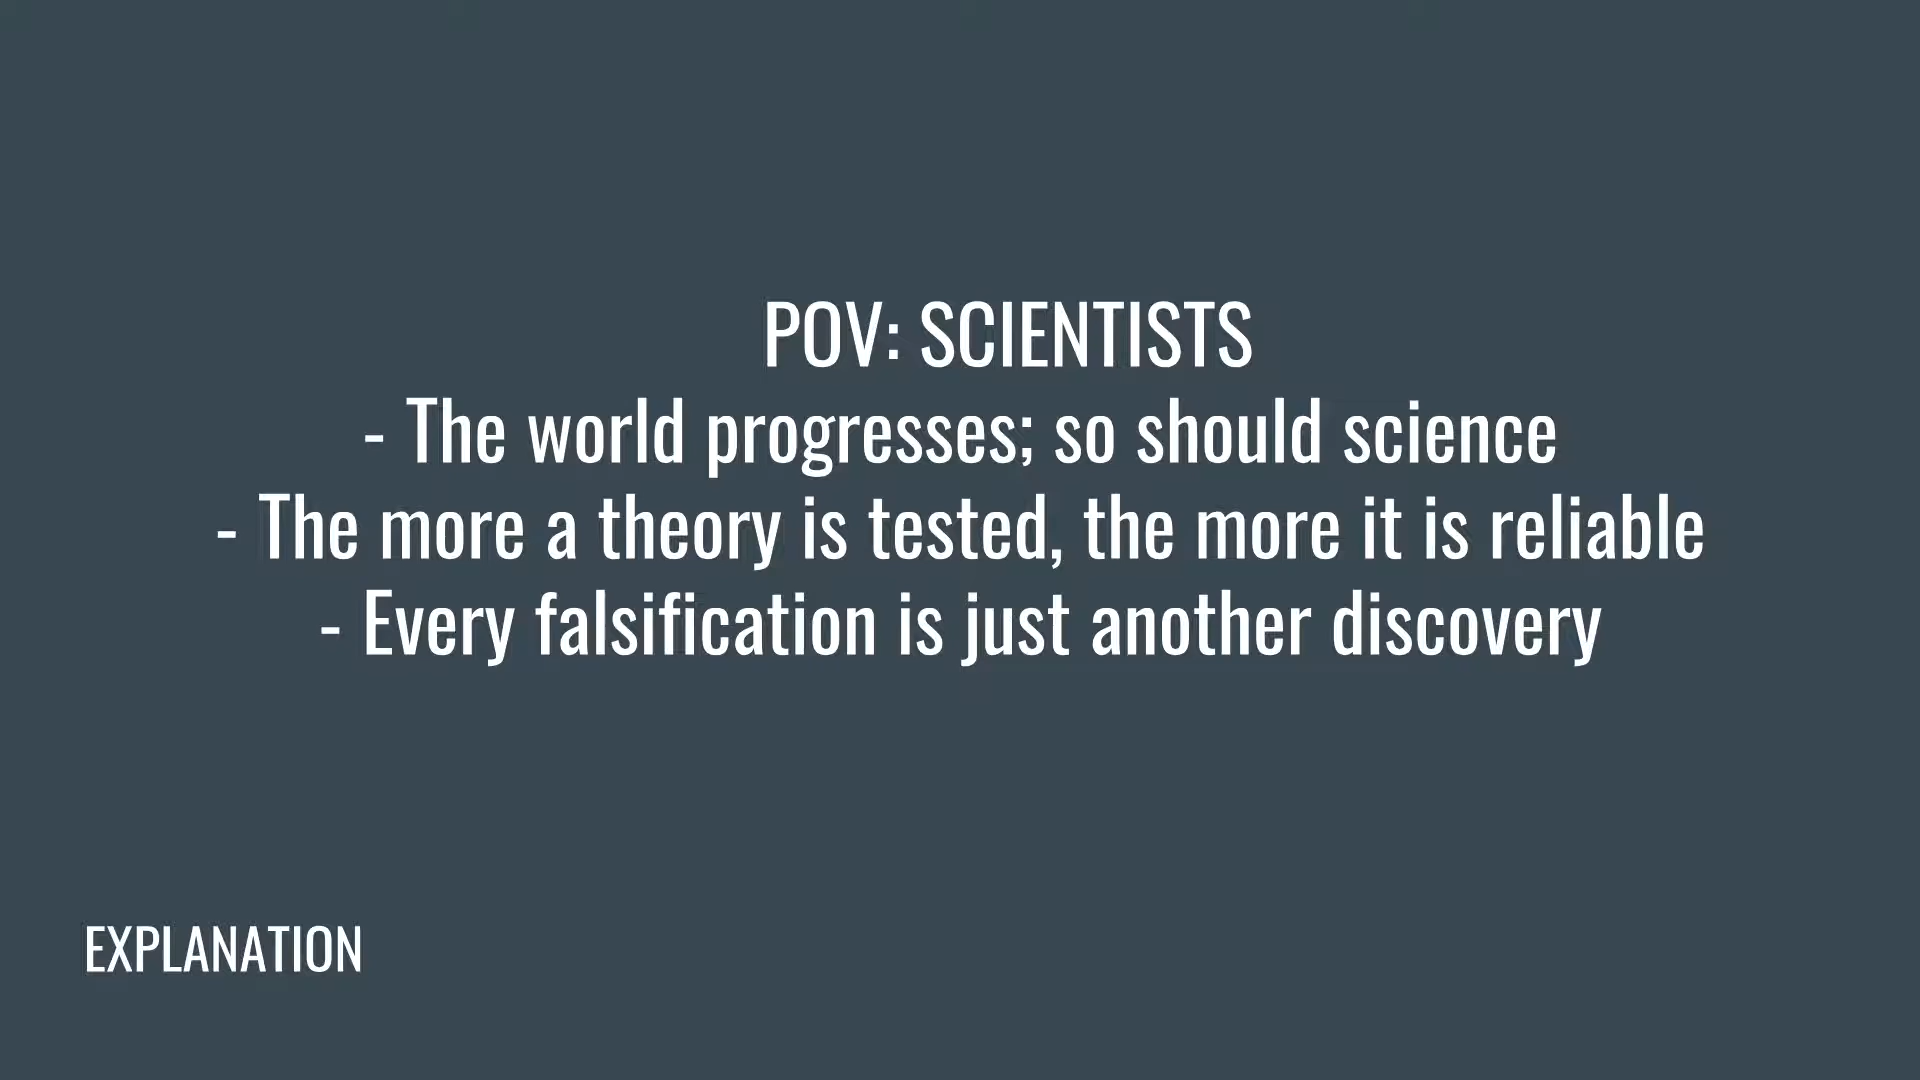 POV: SCIENTISTS
- The world progresses; so should science
- The more a theory is tested, the more it is reliable
- Every falsification is just another discovery
EXPLANATION